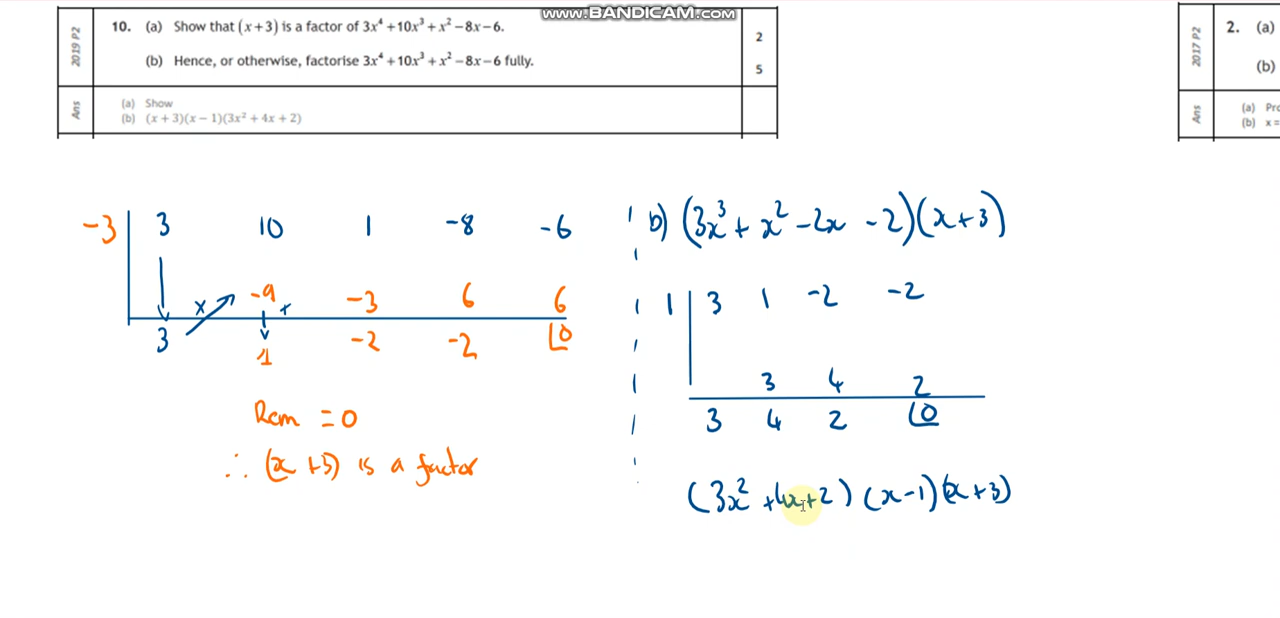 www.BANDICAM.com
2019 P2
10. (a) Show that (x+3) is a factor of 3x⁴+10x³+x²−8x−6.
2
(b) Hence, or otherwise, factorise 3x⁴+10x³+x²−8x−6 fully.
5
Ans
(a) Show
(b) (x + 3)(x − 1)(3x² + 4x + 2)
2017 P2
2. (a)
(b)
Ans
(a) Pro
(b) x =
-3 3 10 1 -8 -6
x -9 + -3 6 6
3 1 -2 -2 0
Rem = 0
∴ (x+3) is a factor
b) (3x³ + x² - 2x - 2)(x+3)
1 3 1 -2 -2
3 4 2
3 4 2 0
(3x² + 4x + 2)(x-1)(x+3)